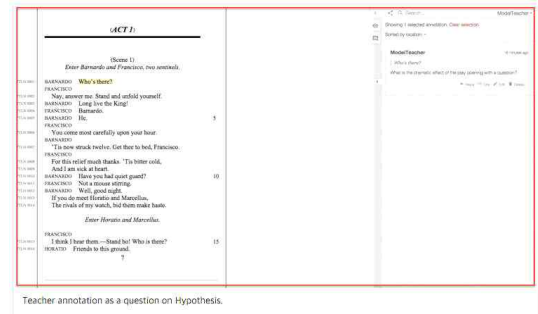 (ACT 1)
(Scene 1)
Enter Barnardo and Francisco, two sentinels.
BARNARDO Who's there?
FRANCISCO
Nay, answer me. Stand and unfold yourself.
BARNARDO Long live the King!
FRANCISCO Barnardo.
BARNARDO He. 5
FRANCISCO
You come most carefully upon your hour.
BARNARDO
'Tis now struck twelve. Get thee to bed, Francisco.
FRANCISCO
For this relief much thanks. 'Tis bitter cold,
And I am sick at heart.
BARNARDO Have you had quiet guard? 10
FRANCISCO Not a mouse stirring.
BARNARDO Well, good night.
If you do meet Horatio and Marcellus,
The rivals of my watch, bid them make haste.
Enter Horatio and Marcellus.
FRANCISCO
I think I hear them.—Stand ho! Who is there? 15
HORATIO Friends to this ground.
7
Search...
ModelTeacher
Showing 1 selected annotation. Clear selection.
Sorted by location
ModelTeacher
Who's there?
What is the dramatic effect of the play opening with a question?
Teacher annotation as a question on Hypothesis.